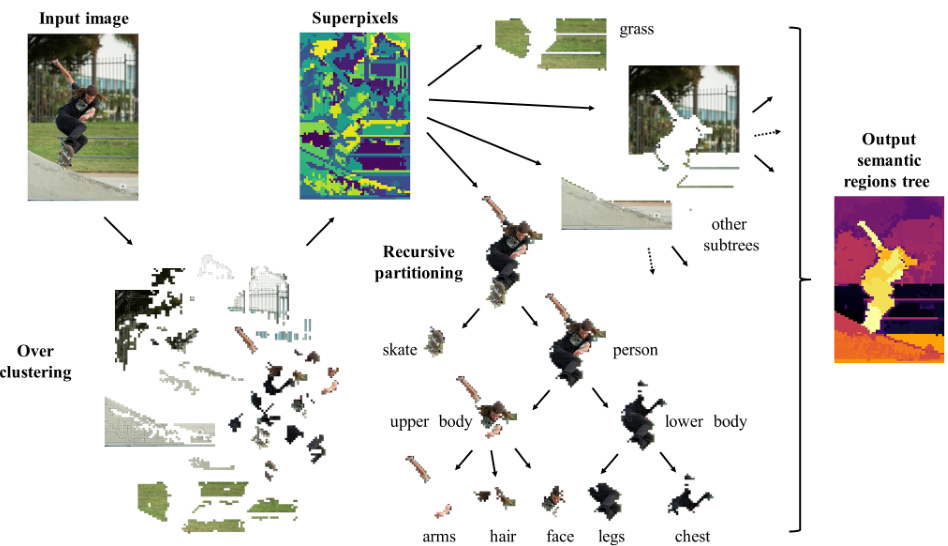 Input image
Superpixels
grass
Output
semantic
regions tree
other
subtrees
Recursive
partitioning
Over
clustering
skate
person
upper body
lower body
arms
hair
face
legs
chest